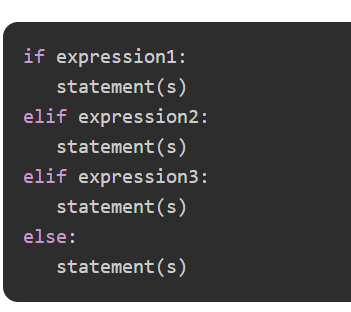 if expression1:
   statement(s)
elif expression2:
   statement(s)
elif expression3:
   statement(s)
else:
   statement(s)